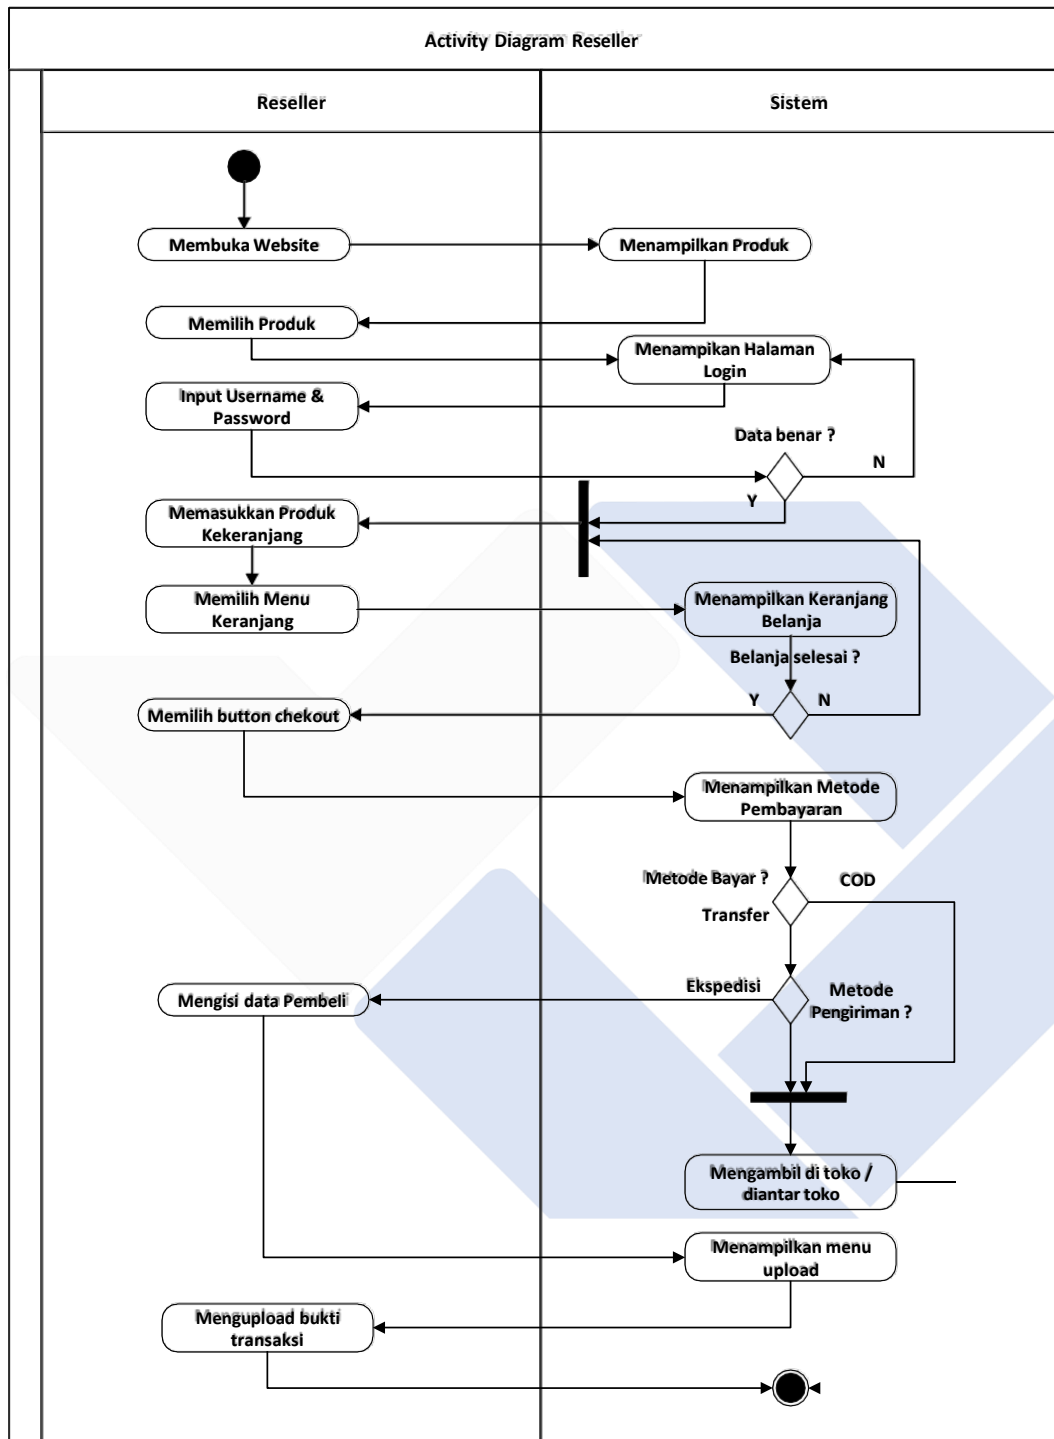 Activity Diagram Reseller
Reseller
Sistem
Membuka Website
Menampilkan Produk
Memilih Produk
Menampikan Halaman
Login
Input Username &
Password
Data benar ?
N
Y
Memasukkan Produk
Kekeranjang
Memilih Menu
Keranjang
Menampilkan Keranjang
Belanja
Belanja selesai ?
Y
N
Memilih button chekout
Menampilkan Metode
Pembayaran
Metode Bayar ?
COD
Transfer
Ekspedisi
Metode
Pengiriman ?
Mengisi data Pembeli
Mengambil di toko /
diantar toko
Menampilkan menu
upload
Mengupload bukti
transaksi